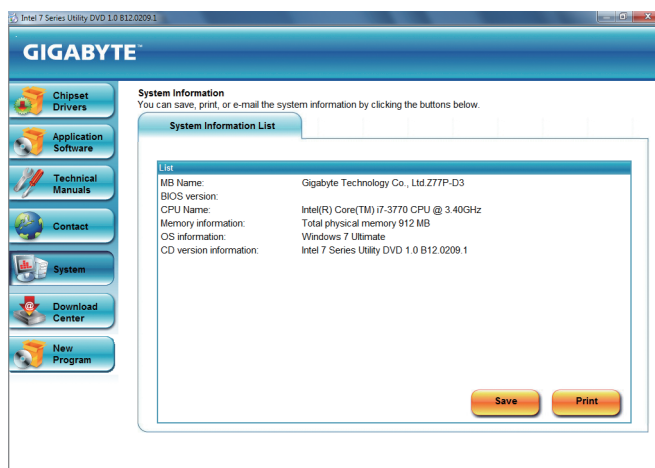 Intel 7 Series Utility DVD 1.0 B12.0209.1
GIGABYTE™
Chipset
Drivers
Application
Software
Technical
Manuals
Contact
System
Download
Center
New
Program
System Information
You can save, print, or e-mail the system information by clicking the buttons below.
System Information List
List
MB Name: Gigabyte Technology Co., Ltd.Z77P-D3
BIOS version:
CPU Name: Intel(R) Core(TM) i7-3770 CPU @ 3.40GHz
Memory information: Total physical memory 912 MB
OS information: Windows 7 Ultimate
CD version information: Intel 7 Series Utility DVD 1.0 B12.0209.1
Save Print